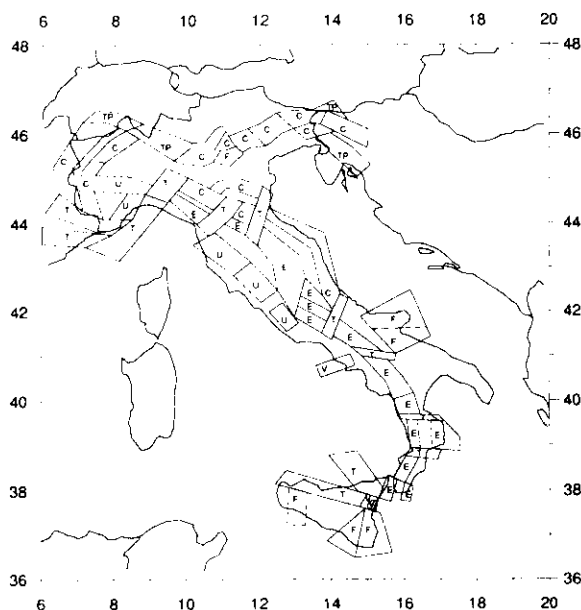 6 8 10 12 14 16 18 20
48 48
TP C
C C C C
46 C TP C C C 46
C C F TP
C U T C C
T U T C T
44 T T E E 44
U E
U E C
42 U E E T F 42
E E F
V T E
40 E 40
E E
T E
38 F T E E 38
F F
36 36
6 8 10 12 14 16 18 20